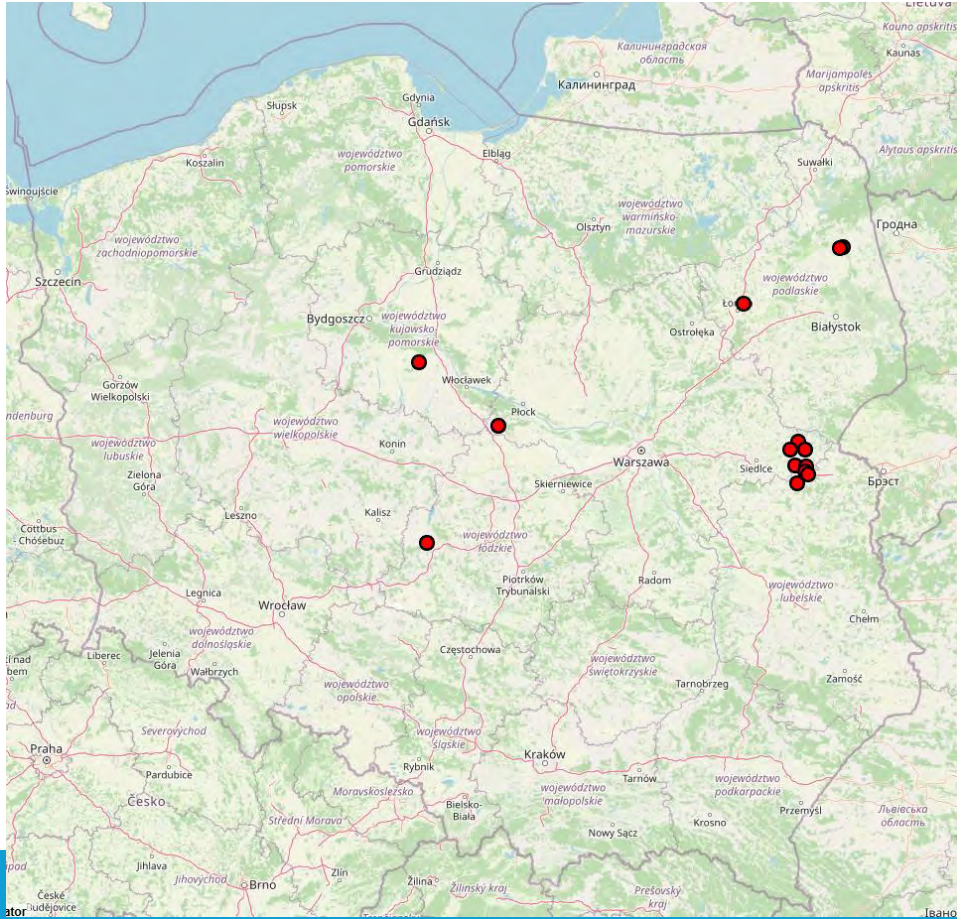 Lietuva
Kauno apskritis
Калининградская
область
Kaunas
Marijampolės
apskritis
Калининград
Gdynia
Słupsk
Gdańsk
Alytaus apskritis
Elbląg
województwo
pomorskie
Koszalin
Suwałki
Świnoujście
województwo
warmińsko-
mazurskie
Гродна
Olsztyn
województwo
zachodniopomorskie
Grudziądz
Szczecin
województwo
podlaskie
Bydgoszcz
województwo
kujawsko-
pomorskie
Białystok
Ostrołęka
Włocławek
Gorzów
Wielkopolski
Płock
województwo
wielkopolskie
Konin
województwo
lubuskie
Warszawa
Siedlce
Брэст
Zielona
Góra
Skierniewice
Leszno
Kalisz
Cottbus
- Chóśebuz
województwo
łódzkie
Piotrków
Trybunalski
Radom
województwo
lubelskie
Legnica
Wrocław
Chełm
województwo
dolnośląskie
Liberec
Jelenia
Góra
Wałbrzych
Częstochowa
województwo
świętokrzyskie
Zamość
województwo
opolskie
Tarnobrzeg
Severovýchod
województwo
śląskie
Praha
Kraków
Rybnik
Pardubice
Tarnów
województwo
podkarpackie
Moravskoslezsko
województwo
małopolskie
Česko
Bielsko-
Biała
Przemyśl
Львівська
область
Střední Morava
Krosno
Nowy Sącz
Jihlava
Zlín
Jihovýchod
Brno
Žilina
Žilinský kraj
Prešovský
kraj
České
Budějovice